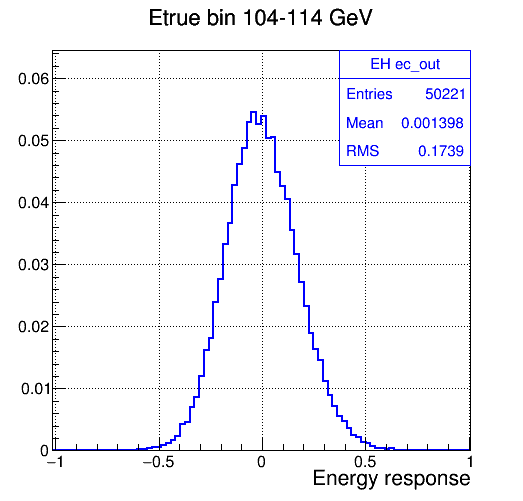 Etrue bin 104-114 GeV
EH ec_out
Entries 50221
Mean 0.001398
RMS 0.1739
0.06
0.05
0.04
0.03
0.02
0.01
0
−1 −0.5 0 0.5 1
Energy response